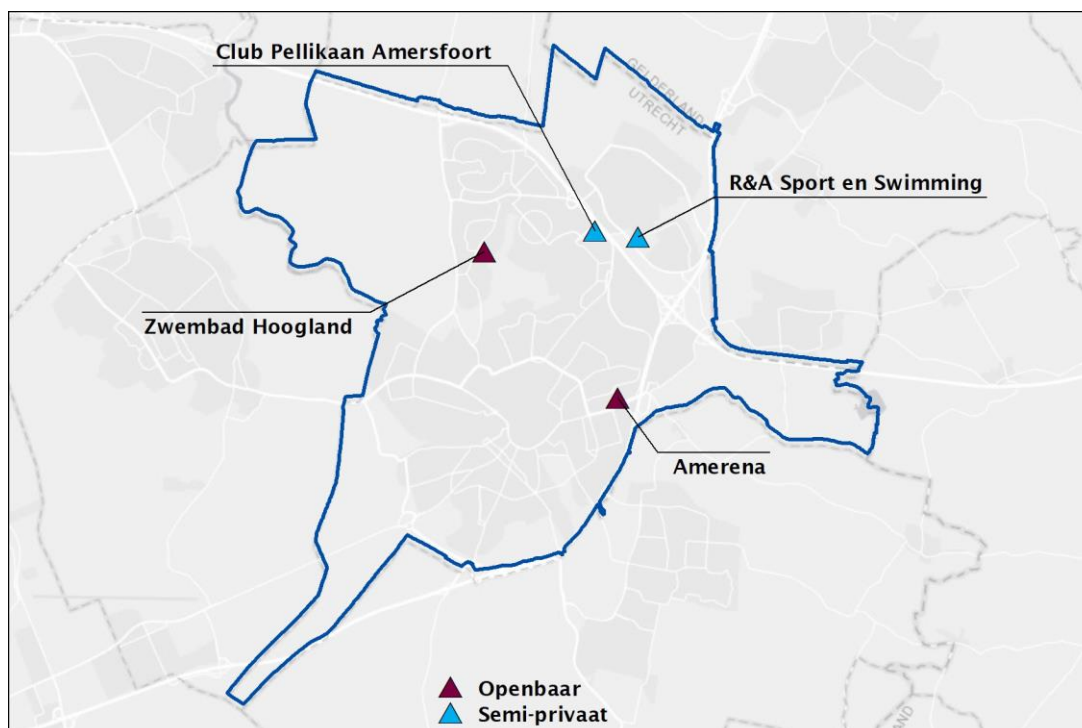 Club Pellikaan Amersfoort
GELDERLAND
UTRECHT
R&A Sport en Swimming
Zwembad Hoogland
Amerena
Openbaar
Semi-privaat